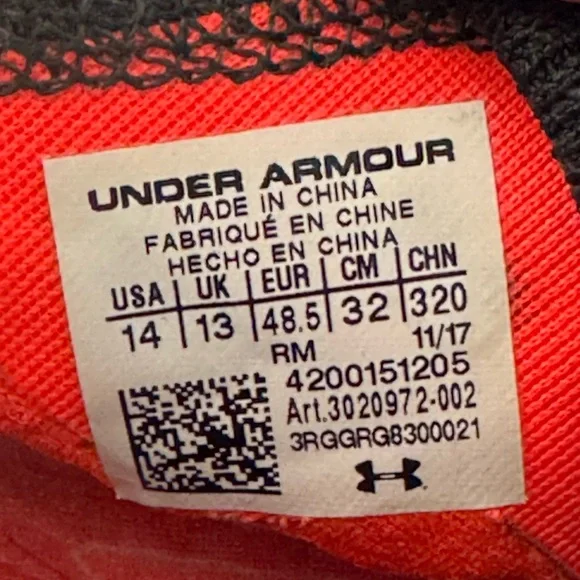 UNDER ARMOUR
MADE IN CHINA
FABRIQUÉ EN CHINE
HECHO EN CHINA
USA | UK | EUR | CM | CHN
14 | 13 | 48.5 | 32 | 320
RM 11/17
4200151205
Art.3020972-002
3RGGRG8300021